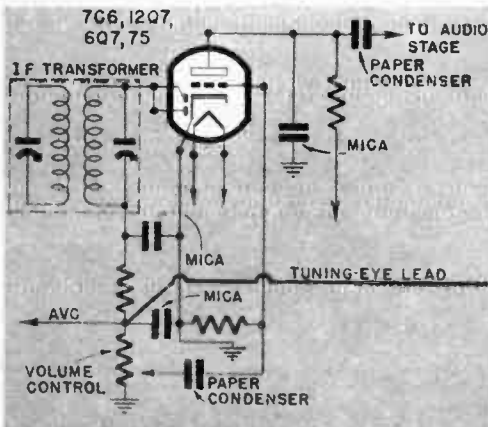 7C6, 12Q7,
6Q7, 75
TO AUDIO
STAGE
PAPER
CONDENSER
IF TRANSFORMER
MICA
MICA
TUNING-EYE LEAD
MICA
AVC
VOLUME
CONTROL
PAPER
CONDENSER